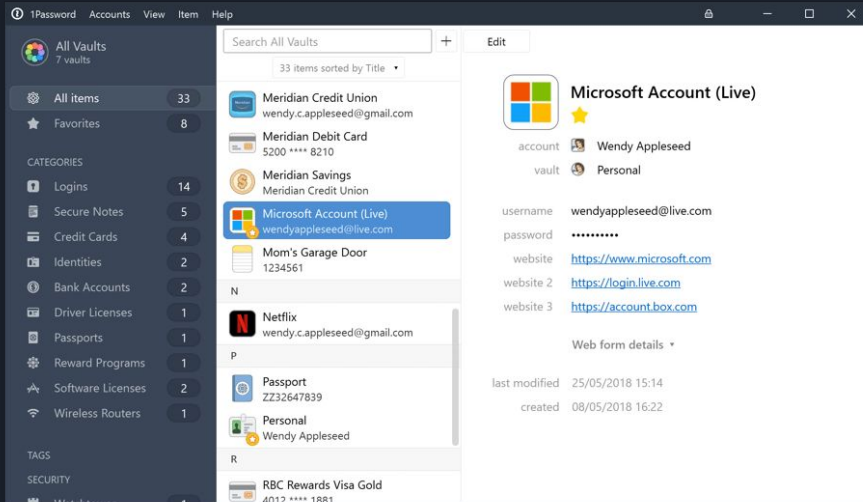 1Password Accounts View Item Help
All Vaults
7 vaults
All items 33
Favorites 8
CATEGORIES
Logins 14
Secure Notes 5
Credit Cards 4
Identities 2
Bank Accounts 2
Driver Licenses 1
Passports 1
Reward Programs 1
Software Licenses 2
Wireless Routers 1
TAGS
SECURITY
Search All Vaults
33 items sorted by Title
Meridian Credit Union
wendy.c.appleseed@gmail.com
Meridian Debit Card
5200 **** 8210
Meridian Savings
Meridian Credit Union
Microsoft Account (Live)
wendyappleseed@live.com
Mom's Garage Door
1234561
N
Netflix
wendy.c.appleseed@gmail.com
P
Passport
ZZ32647839
Personal
Wendy Appleseed
R
RBC Rewards Visa Gold
4012 **** 1881
Edit
Microsoft Account (Live)
account Wendy Appleseed
vault Personal
username wendyappleseed@live.com
password ••••••••••
website https://www.microsoft.com
website 2 https://login.live.com
website 3 https://account.box.com
Web form details
last modified 25/05/2018 15:14
created 08/05/2018 16:22